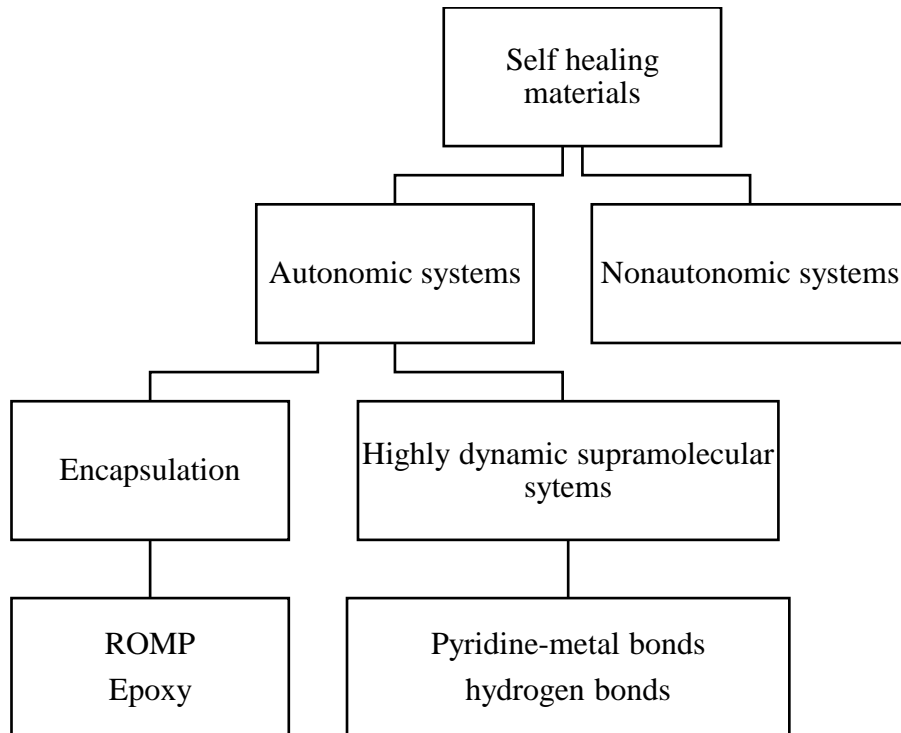 Self healing
materials
Autonomic systems
Nonautonomic systems
Encapsulation
Highly dynamic supramolecular
sytems
ROMP
Epoxy
Pyridine-metal bonds
hydrogen bonds